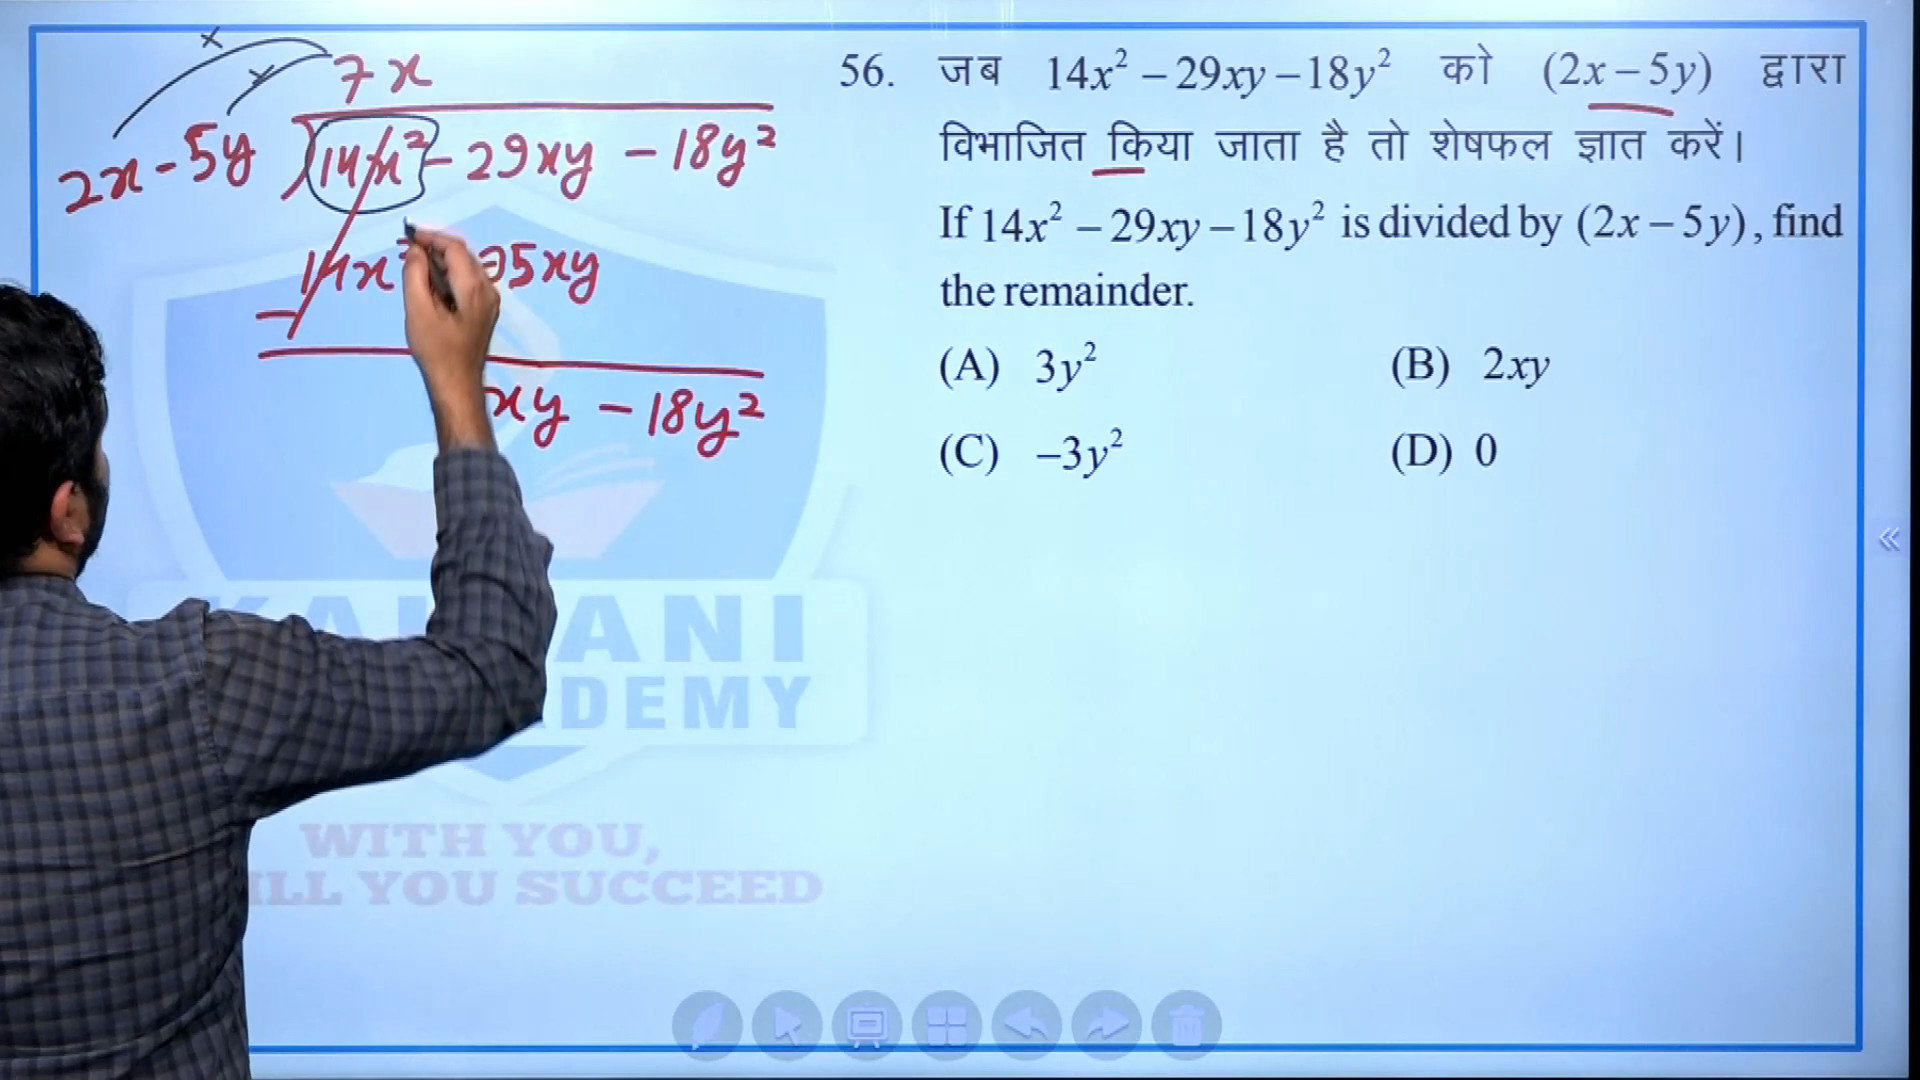 7x
2x - 5y ) 14x² - 29xy - 18y²
14x² 35xy
-
xy - 18y²
56. जब 14x² – 29xy – 18y² को (2x – 5y) द्वारा
विभाजित किया जाता है तो शेषफल ज्ञात करें।
If 14x² – 29xy – 18y² is divided by (2x – 5y), find
the remainder.
(A) 3y² (B) 2xy
(C) –3y² (D) 0
WITH YOU,
ILL YOU SUCCEED